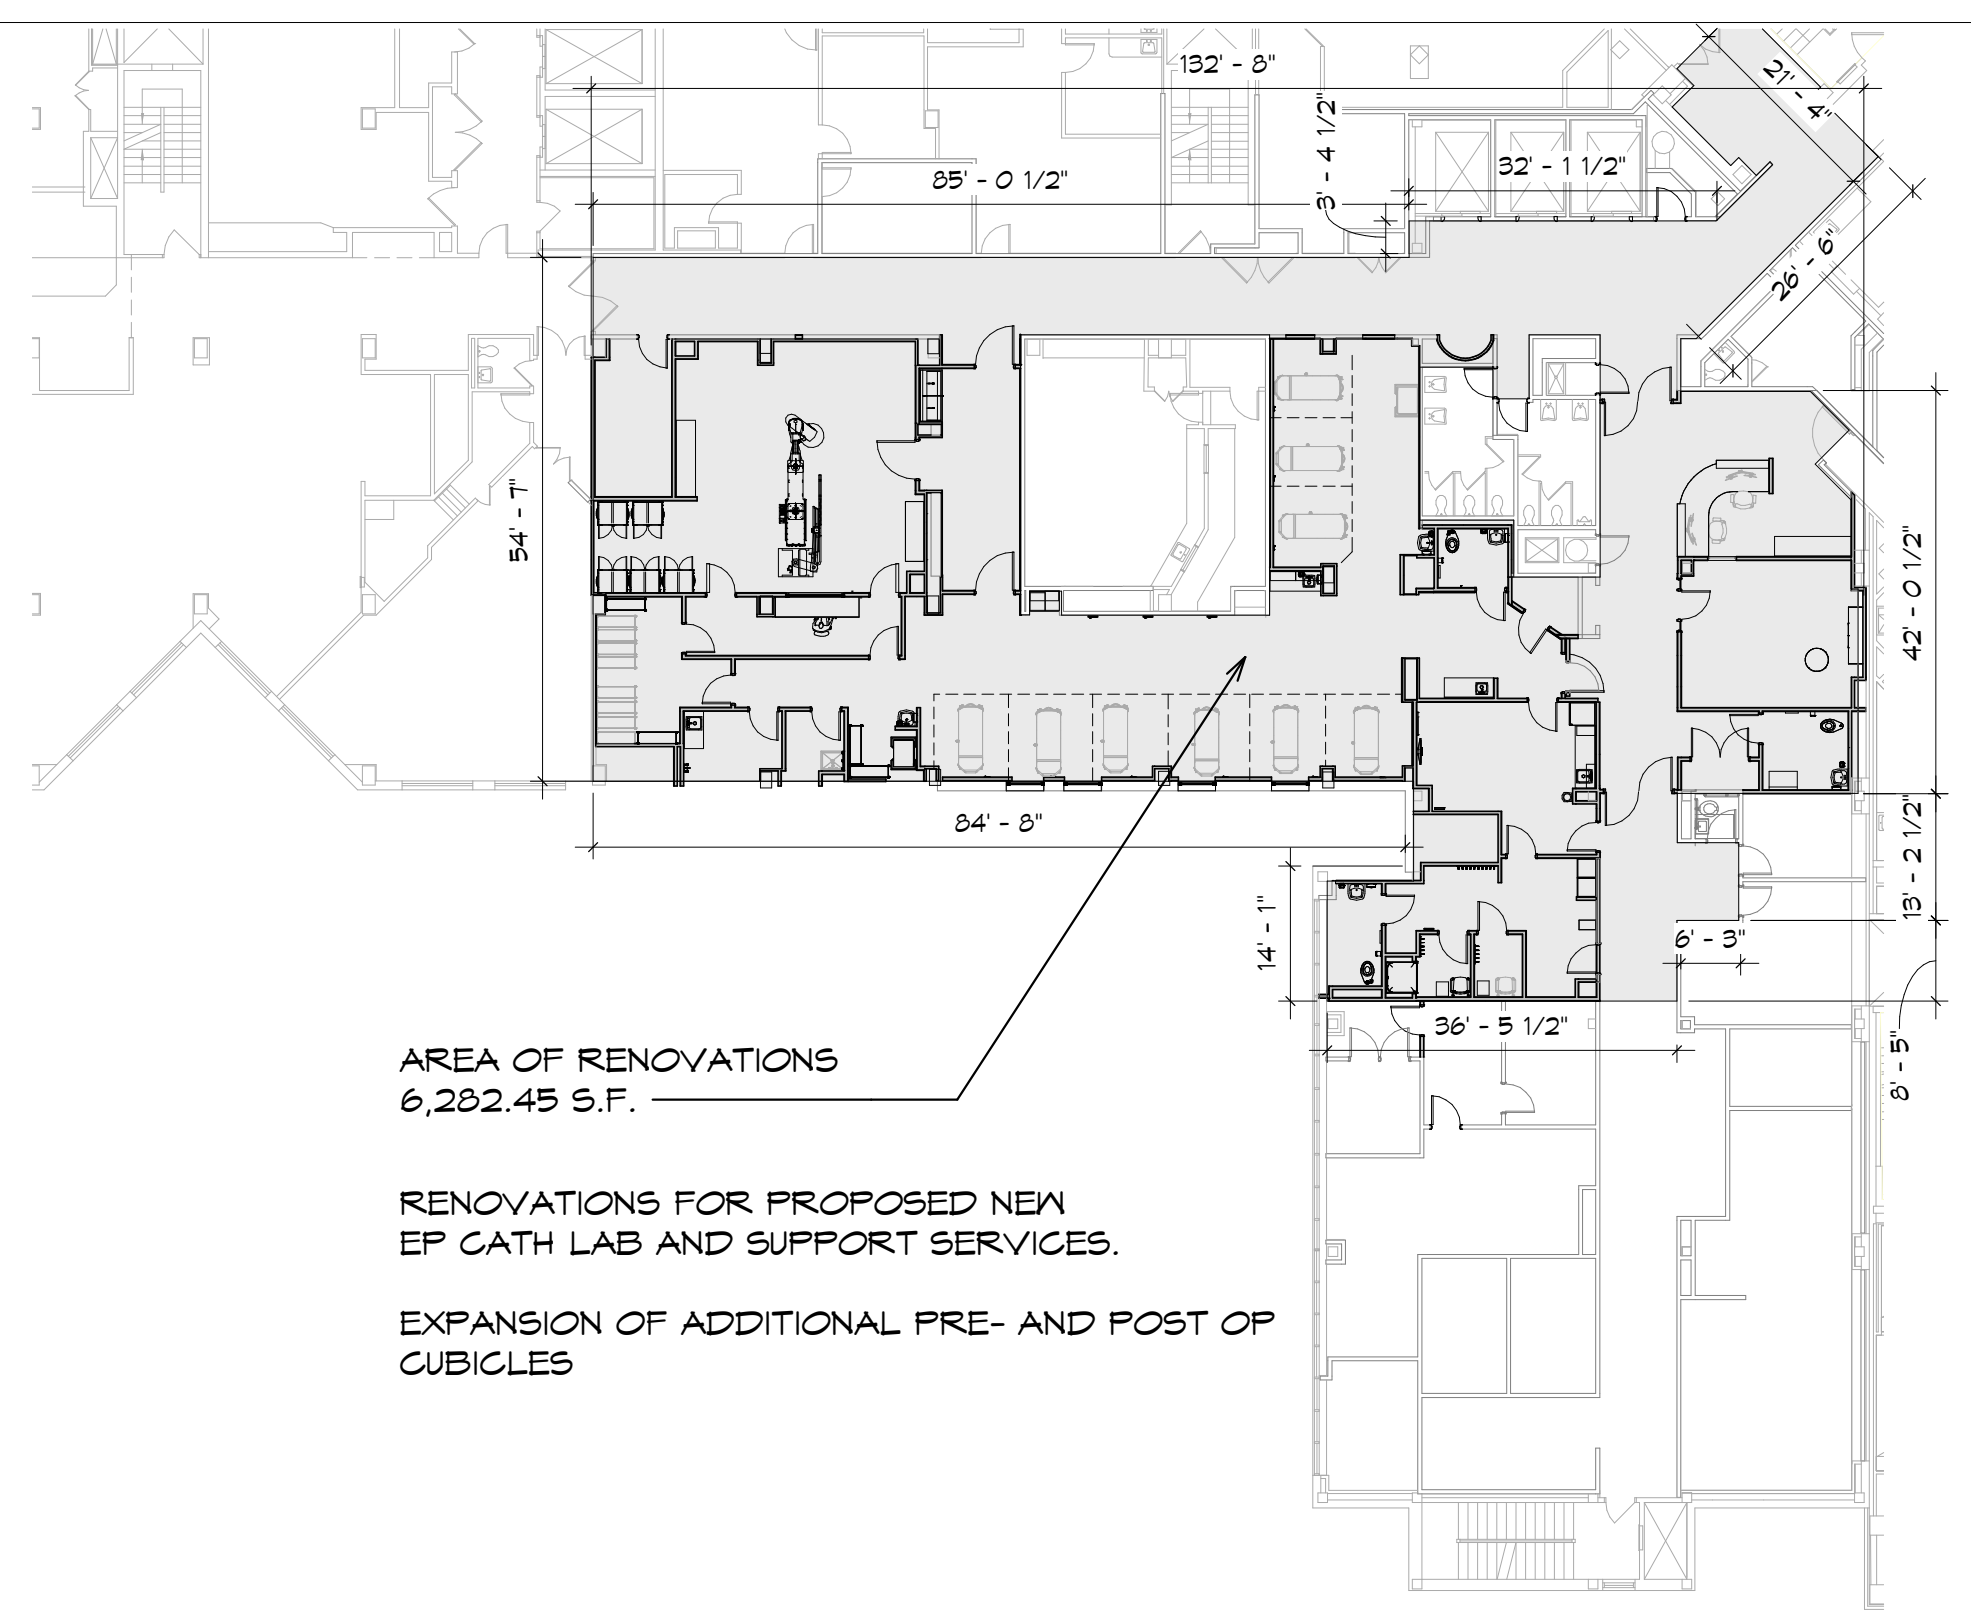 132' - 8"
21' - 4"
3' - 4 1/2"
85' - 0 1/2"
32' - 1 1/2"
26' - 6"
54' - 7"
42' - 0 1/2"
84' - 8"
13' - 2 1/2"
14' - 1"
6' - 3"
36' - 5 1/2"
8' - 5"
AREA OF RENOVATIONS
6,282.45 S.F.
RENOVATIONS FOR PROPOSED NEW
EP CATH LAB AND SUPPORT SERVICES.
EXPANSION OF ADDITIONAL PRE- AND POST OP
CUBICLES